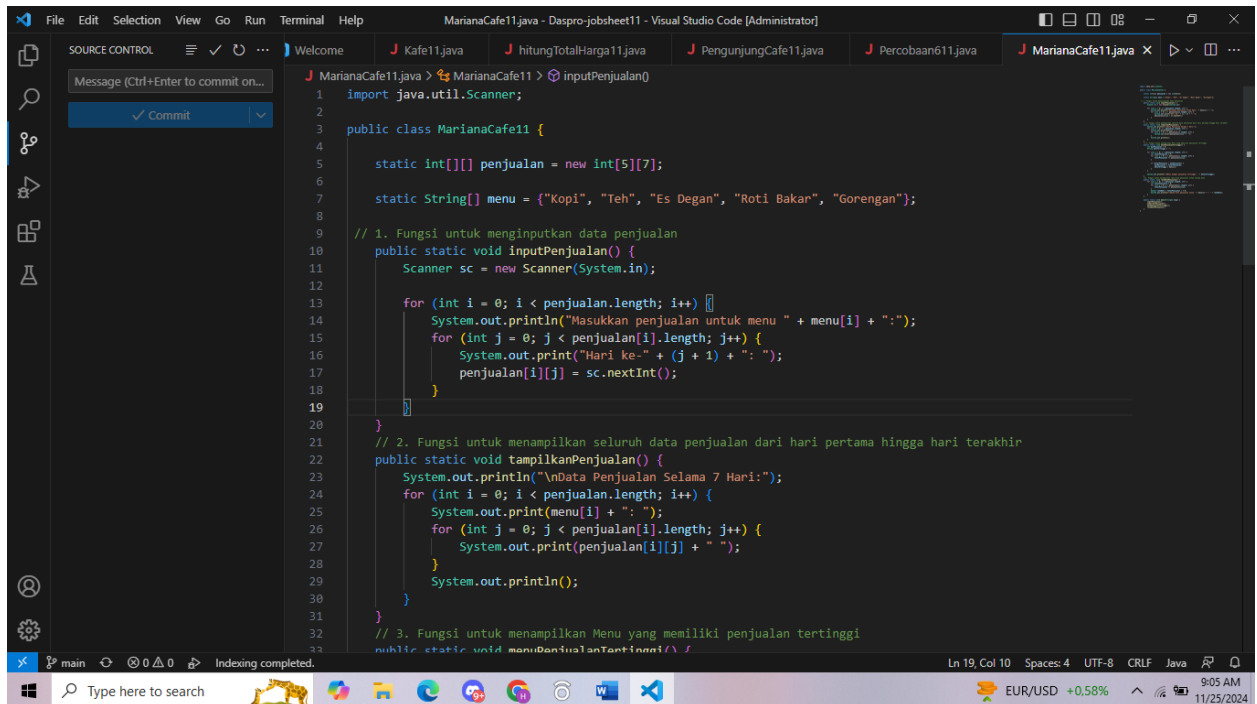 File Edit Selection View Go Run Terminal Help MarianaCafe11.java - Daspro-jobsheet11 - Visual Studio Code [Administrator]
SOURCE CONTROL
Welcome J Kafe11.java J hitungTotalHarga11.java J PengunjungCafe11.java J Percobaan611.java J MarianaCafe11.java
Message (Ctrl+Enter to commit on...
Commit
J MarianaCafe11.java > MarianaCafe11 > inputPenjualan()
1 import java.util.Scanner;
2
3 public class MarianaCafe11 {
4
5 static int[][] penjualan = new int[5][7];
6
7 static String[] menu = {"Kopi", "Teh", "Es Degan", "Roti Bakar", "Gorengan"};
8
9 // 1. Fungsi untuk menginputkan data penjualan
10 public static void inputPenjualan() {
11 Scanner sc = new Scanner(System.in);
12
13 for (int i = 0; i < penjualan.length; i++) {
14 System.out.println("Masukkan penjualan untuk menu " + menu[i] + ":");
15 for (int j = 0; j < penjualan[i].length; j++) {
16 System.out.print("Hari ke-" + (j + 1) + ": ");
17 penjualan[i][j] = sc.nextInt();
18 }
19 }
20 }
21 // 2. Fungsi untuk menampilkan seluruh data penjualan dari hari pertama hingga hari terakhir
22 public static void tampilkanPenjualan() {
23 System.out.println("\nData Penjualan Selama 7 Hari:");
24 for (int i = 0; i < penjualan.length; i++) {
25 System.out.print(menu[i] + ": ");
26 for (int j = 0; j < penjualan[i].length; j++) {
27 System.out.print(penjualan[i][j] + " ");
28 }
29 System.out.println();
30 }
31 }
32 // 3. Fungsi untuk menampilkan Menu yang memiliki penjualan tertinggi
33 public static void menuPenjualanTertinggi() {
main 0 0 Indexing completed. Ln 19, Col 10 Spaces: 4 UTF-8 CRLF Java
Type here to search EUR/USD +0,58% 9:05 AM
11/25/2024